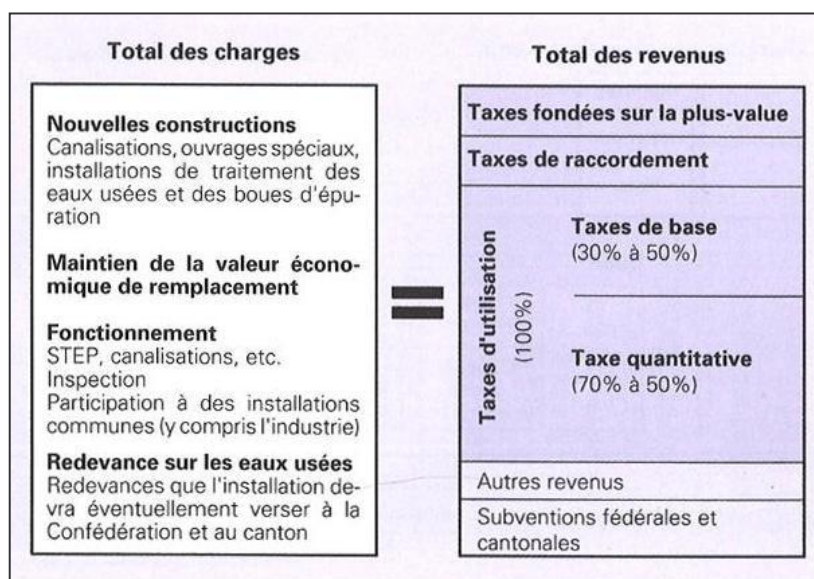 Total des charges
Nouvelles constructions
Canalisations, ouvrages spéciaux,
installations de traitement des
eaux usées et des boues d'épu-
ration
Maintien de la valeur écono-
mique de remplacement
Fonctionnement
STEP, canalisations, etc.
Inspection
Participation à des installations
communes (y compris l'industrie)
Redevance sur les eaux usées
Redevances que l'installation de-
vra éventuellement verser à la
Confédération et au canton
=
Total des revenus
Taxes fondées sur la plus-value
Taxes de raccordement
Taxes d'utilisation
(100%)
Taxes de base
(30% à 50%)
Taxe quantitative
(70% à 50%)
Autres revenus
Subventions fédérales et
cantonales